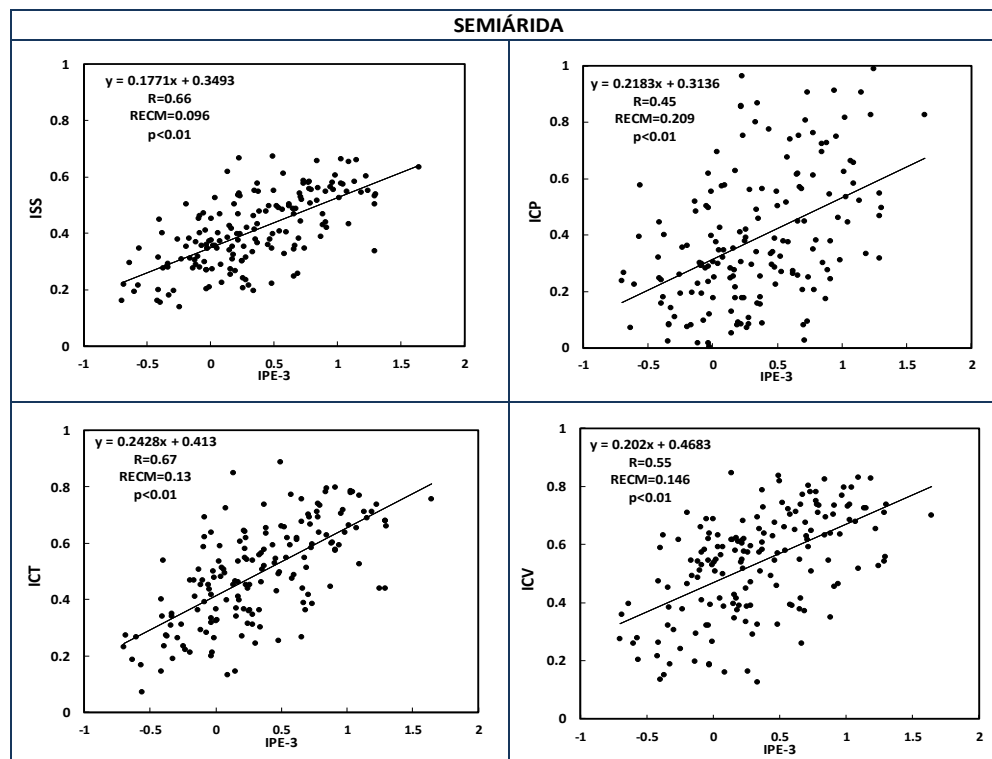 SEMIÁRIDA
y = 0.1771x + 0.3493
R=0.66
RECM=0.096
p<0.01
ISS
1
0.8
0.6
0.4
0.2
0
-1 -0.5 0 0.5 1 1.5 2
IPE-3
y = 0.2183x + 0.3136
R=0.45
RECM=0.209
p<0.01
ICP
1
0.8
0.6
0.4
0.2
0
-1 -0.5 0 0.5 1 1.5 2
IPE-3
y = 0.2428x + 0.413
R=0.67
RECM=0.13
p<0.01
ICT
1
0.8
0.6
0.4
0.2
0
-1 -0.5 0 0.5 1 1.5 2
IPE-3
y = 0.202x + 0.4683
R=0.55
RECM=0.146
p<0.01
ICV
1
0.8
0.6
0.4
0.2
0
-1 -0.5 0 0.5 1 1.5 2
IPE-3